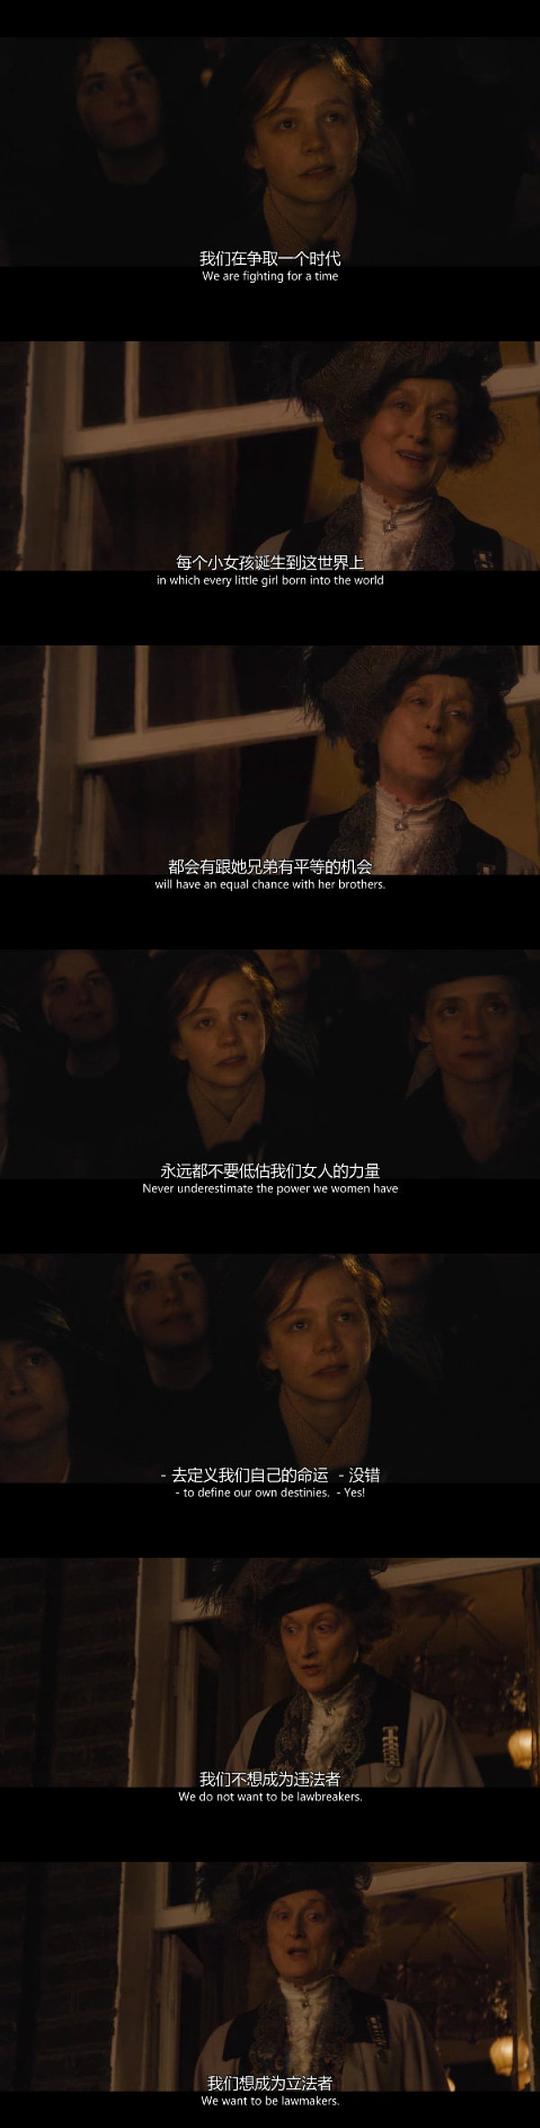 我们在争取一个时代
We are fighting for a time
每个小女孩诞生到这世界上
in which every little girl born into the world
都会有跟她兄弟有平等的机会
will have an equal chance with her brothers.
永远都不要低估我们女人的力量
Never underestimate the power we women have
- 去定义我们自己的命运 - 没错
- to define our own destinies. - Yes!
我们不想成为违法者
We do not want to be lawbreakers.
我们想成为立法者
We want to be lawmakers.